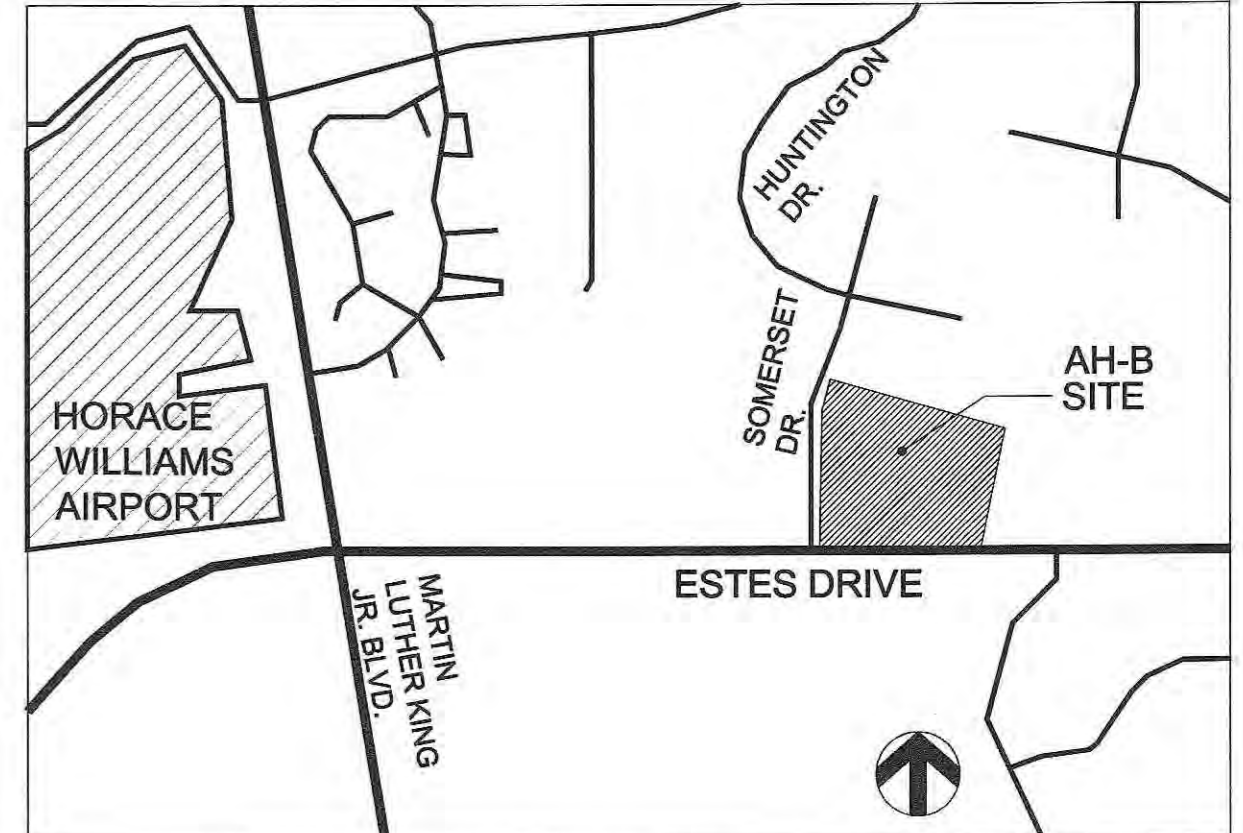 HUNTINGTON
DR.
SOMERSET
DR.
AH-B
SITE
HORACE
WILLIAMS
AIRPORT
ESTES DRIVE
MARTIN
LUTHER KING
JR. BLVD.